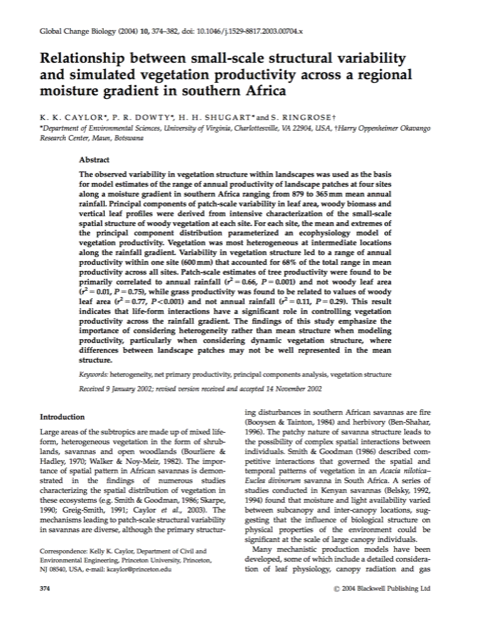 Global Change Biology (2004) 10, 374–382, doi: 10.1046/j.1529-8817.2003.00704.x
Relationship between small-scale structural variability
and simulated vegetation productivity across a regional
moisture gradient in southern Africa
K. K. CAYLOR*, P. R. DOWTY*, H. H. SHUGART* and S. RINGROSE†
*Department of Environmental Sciences, University of Virginia, Charlottesville, VA 22904, USA, †Harry Oppenheimer Okavango
Research Center, Maun, Botswana
Abstract
The observed variability in vegetation structure within landscapes was used as the basis
for model estimates of the range of annual productivity of landscape patches at four sites
along a moisture gradient in southern Africa ranging from 879 to 365 mm mean annual
rainfall. Principal components of patch-scale variability in leaf area, woody biomass and
vertical leaf profiles were derived from intensive characterization of the small-scale
spatial structure of woody vegetation at each site. For each site, the mean and extremes of
the principal component distribution parameterized an ecophysiology model of
vegetation productivity. Vegetation was most heterogeneous at intermediate locations
along the rainfall gradient. Variability in vegetation structure led to a range of annual
productivity within one site (600 mm) that accounted for 68% of the total range in mean
productivity across all sites. Patch-scale estimates of tree productivity were found to be
primarily correlated to annual rainfall (r² = 0.66, P = 0.001) and not woody leaf area
(r² = 0.01, P = 0.75), while grass productivity was found to be related to values of woody
leaf area (r² = 0.77, P < 0.001) and not annual rainfall (r² = 0.11, P = 0.29). This result
indicates that life-form interactions have a significant role in controlling vegetation
productivity across the rainfall gradient. The findings of this study emphasize the
importance of considering heterogeneity rather than mean structure when modeling
productivity, particularly when considering dynamic vegetation structure, where
differences between landscape patches may not be well represented in the mean
structure.
Keywords: heterogeneity, net primary productivity, principal components analysis, vegetation structure
Received 9 January 2002; revised version received and accepted 14 November 2002
Introduction
Large areas of the subtropics are made up of mixed life-
form, heterogeneous vegetation in the form of shrub-
lands, savannas and open woodlands (Bourliere &
Hadley, 1970; Walker & Noy-Meir, 1982). The impor-
tance of spatial pattern in African savannas is demon-
strated in the findings of numerous studies
characterizing the spatial distribution of vegetation in
these ecosystems (e.g. Smith & Goodman, 1986; Skarpe,
1990; Greig-Smith, 1991; Caylor et al., 2003). The
mechanisms leading to patch-scale structural variability
in savannas are diverse, although the primary structur-
Correspondence: Kelly K. Caylor, Department of Civil and
Environmental Engineering, Princeton University, Princeton,
NJ 08540, USA, e-mail: kcaylor@princeton.edu
ing disturbances in southern African savannas are fire
(Booysen & Tainton, 1984) and herbivory (Ben-Shahar,
1996). The patchy nature of savanna structure leads to
the possibility of complex spatial interactions between
individuals. Smith & Goodman (1986) described com-
petitive interactions that governed the spatial and
temporal patterns of vegetation in an Acacia nilotica–
Euclea divinorum savanna in South Africa. A series of
studies conducted in Kenyan savannas (Belsky, 1992,
1994) found that moisture and light availability varied
between subcanopy and inter-canopy locations, sug-
gesting that the influence of biological structure on
physical properties of the environment could be
significant at the scale of large canopy individuals.
Many mechanistic production models have been
developed, some of which include a detailed considera-
tion of leaf physiology, canopy radiation and gas
374
© 2004 Blackwell Publishing Ltd